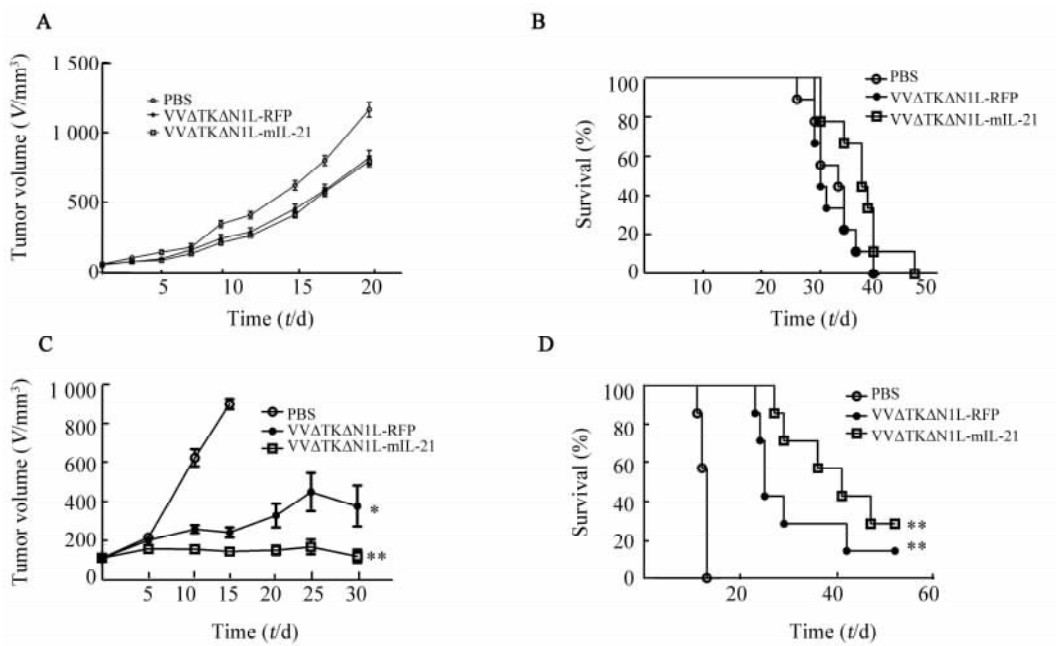 A
Tumor volume (V/mm³)
1 500
1 000
500
0
5
10
15
20
Time (t/d)
PBS
VVΔTKΔN1L-RFP
VVΔTKΔN1L-mIL-21
B
Survival (%)
100
80
60
40
20
0
10
20
30
40
50
Time (t/d)
PBS
VVΔTKΔN1L-RFP
VVΔTKΔN1L-mIL-21
C
Tumor volume (V/mm³)
1 000
800
600
400
200
0
5
10
15
20
25
30
Time (t/d)
PBS
VVΔTKΔN1L-RFP
VVΔTKΔN1L-mIL-21
*
**
D
Survival (%)
100
80
60
40
20
0
20
40
60
Time (t/d)
PBS
VVΔTKΔN1L-RFP
VVΔTKΔN1L-mIL-21
**
**